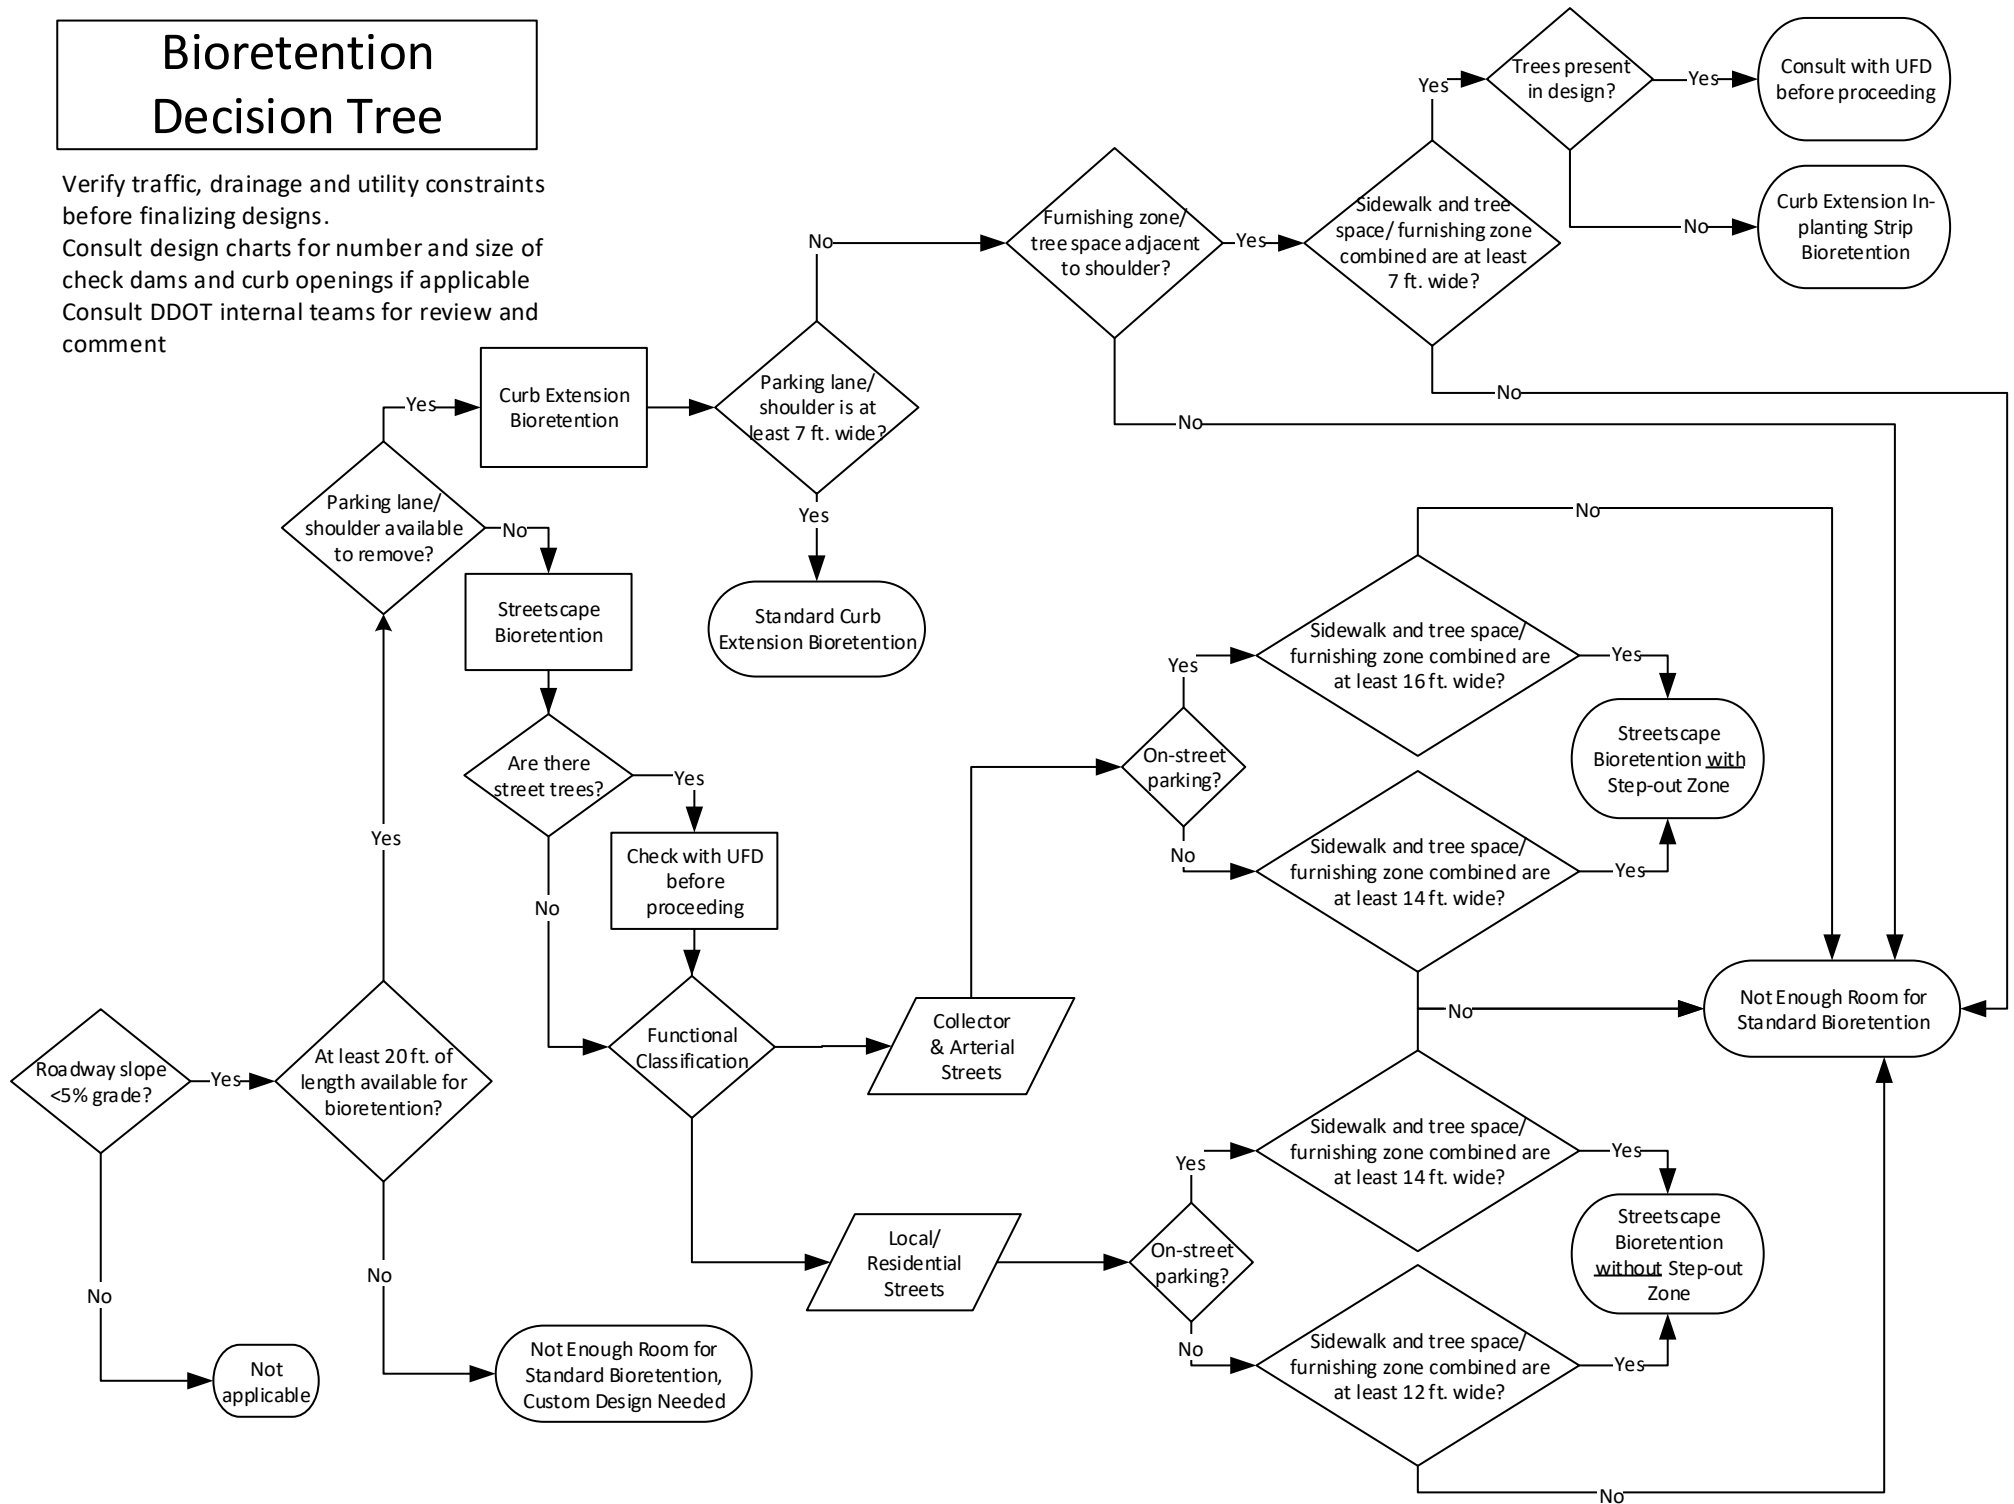 Bioretention
Decision Tree
Verify traffic, drainage and utility constraints
before finalizing designs.
Consult design charts for number and size of
check dams and curb openings if applicable
Consult DDOT internal teams for review and
comment
Trees present
in design?
Yes
Yes
Consult with UFD
before proceeding
No
Curb Extension In-
planting Strip
Bioretention
No
Furnishing zone/
tree space adjacent
to shoulder?
Yes
Sidewalk and tree
space/ furnishing zone
combined are at least
7 ft. wide?
No
No
Yes
Curb Extension
Bioretention
Parking lane/
shoulder is at
least 7 ft. wide?
Yes
Standard Curb
Extension Bioretention
Parking lane/
shoulder available
to remove?
No
Streetscape
Bioretention
Are there
street trees?
Yes
Check with UFD
before
proceeding
No
Yes
No
Sidewalk and tree space/
furnishing zone combined are
at least 16 ft. wide?
Yes
Yes
On-street
parking?
No
Streetscape
Bioretention with
Step-out Zone
Sidewalk and tree space/
furnishing zone combined are
at least 14 ft. wide?
Yes
No
Not Enough Room for
Standard Bioretention
Functional
Classification
Collector
& Arterial
Streets
Roadway slope
<5% grade?
Yes
At least 20 ft. of
length available for
bioretention?
Sidewalk and tree space/
furnishing zone combined are
at least 14 ft. wide?
Yes
Yes
Local/
Residential
Streets
On-street
parking?
No
Streetscape
Bioretention
without Step-out
Zone
Sidewalk and tree space/
furnishing zone combined are
at least 12 ft. wide?
Yes
No
No
Not
applicable
No
Not Enough Room for
Standard Bioretention,
Custom Design Needed